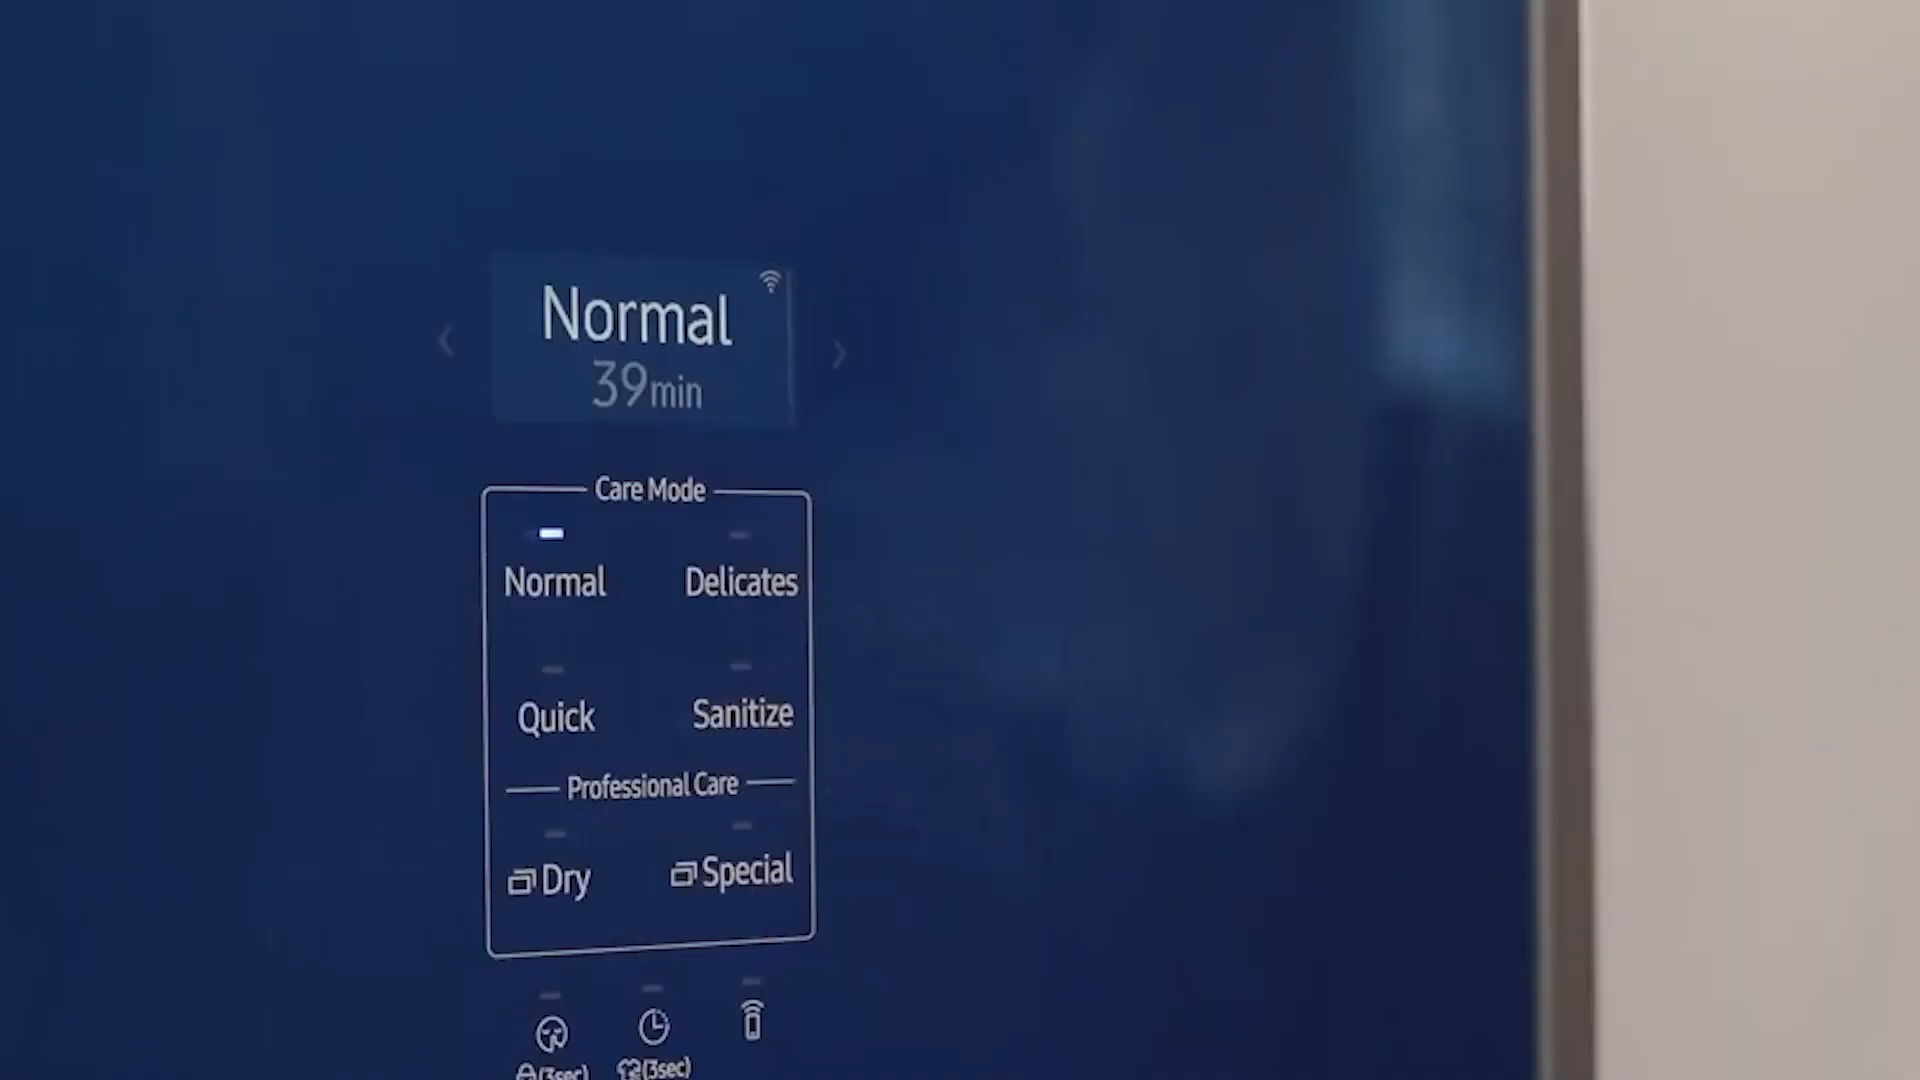 Normal
39min
Care Mode
Normal Delicates
Quick Sanitize
Professional Care
Dry Special
(3sec) (3sec)